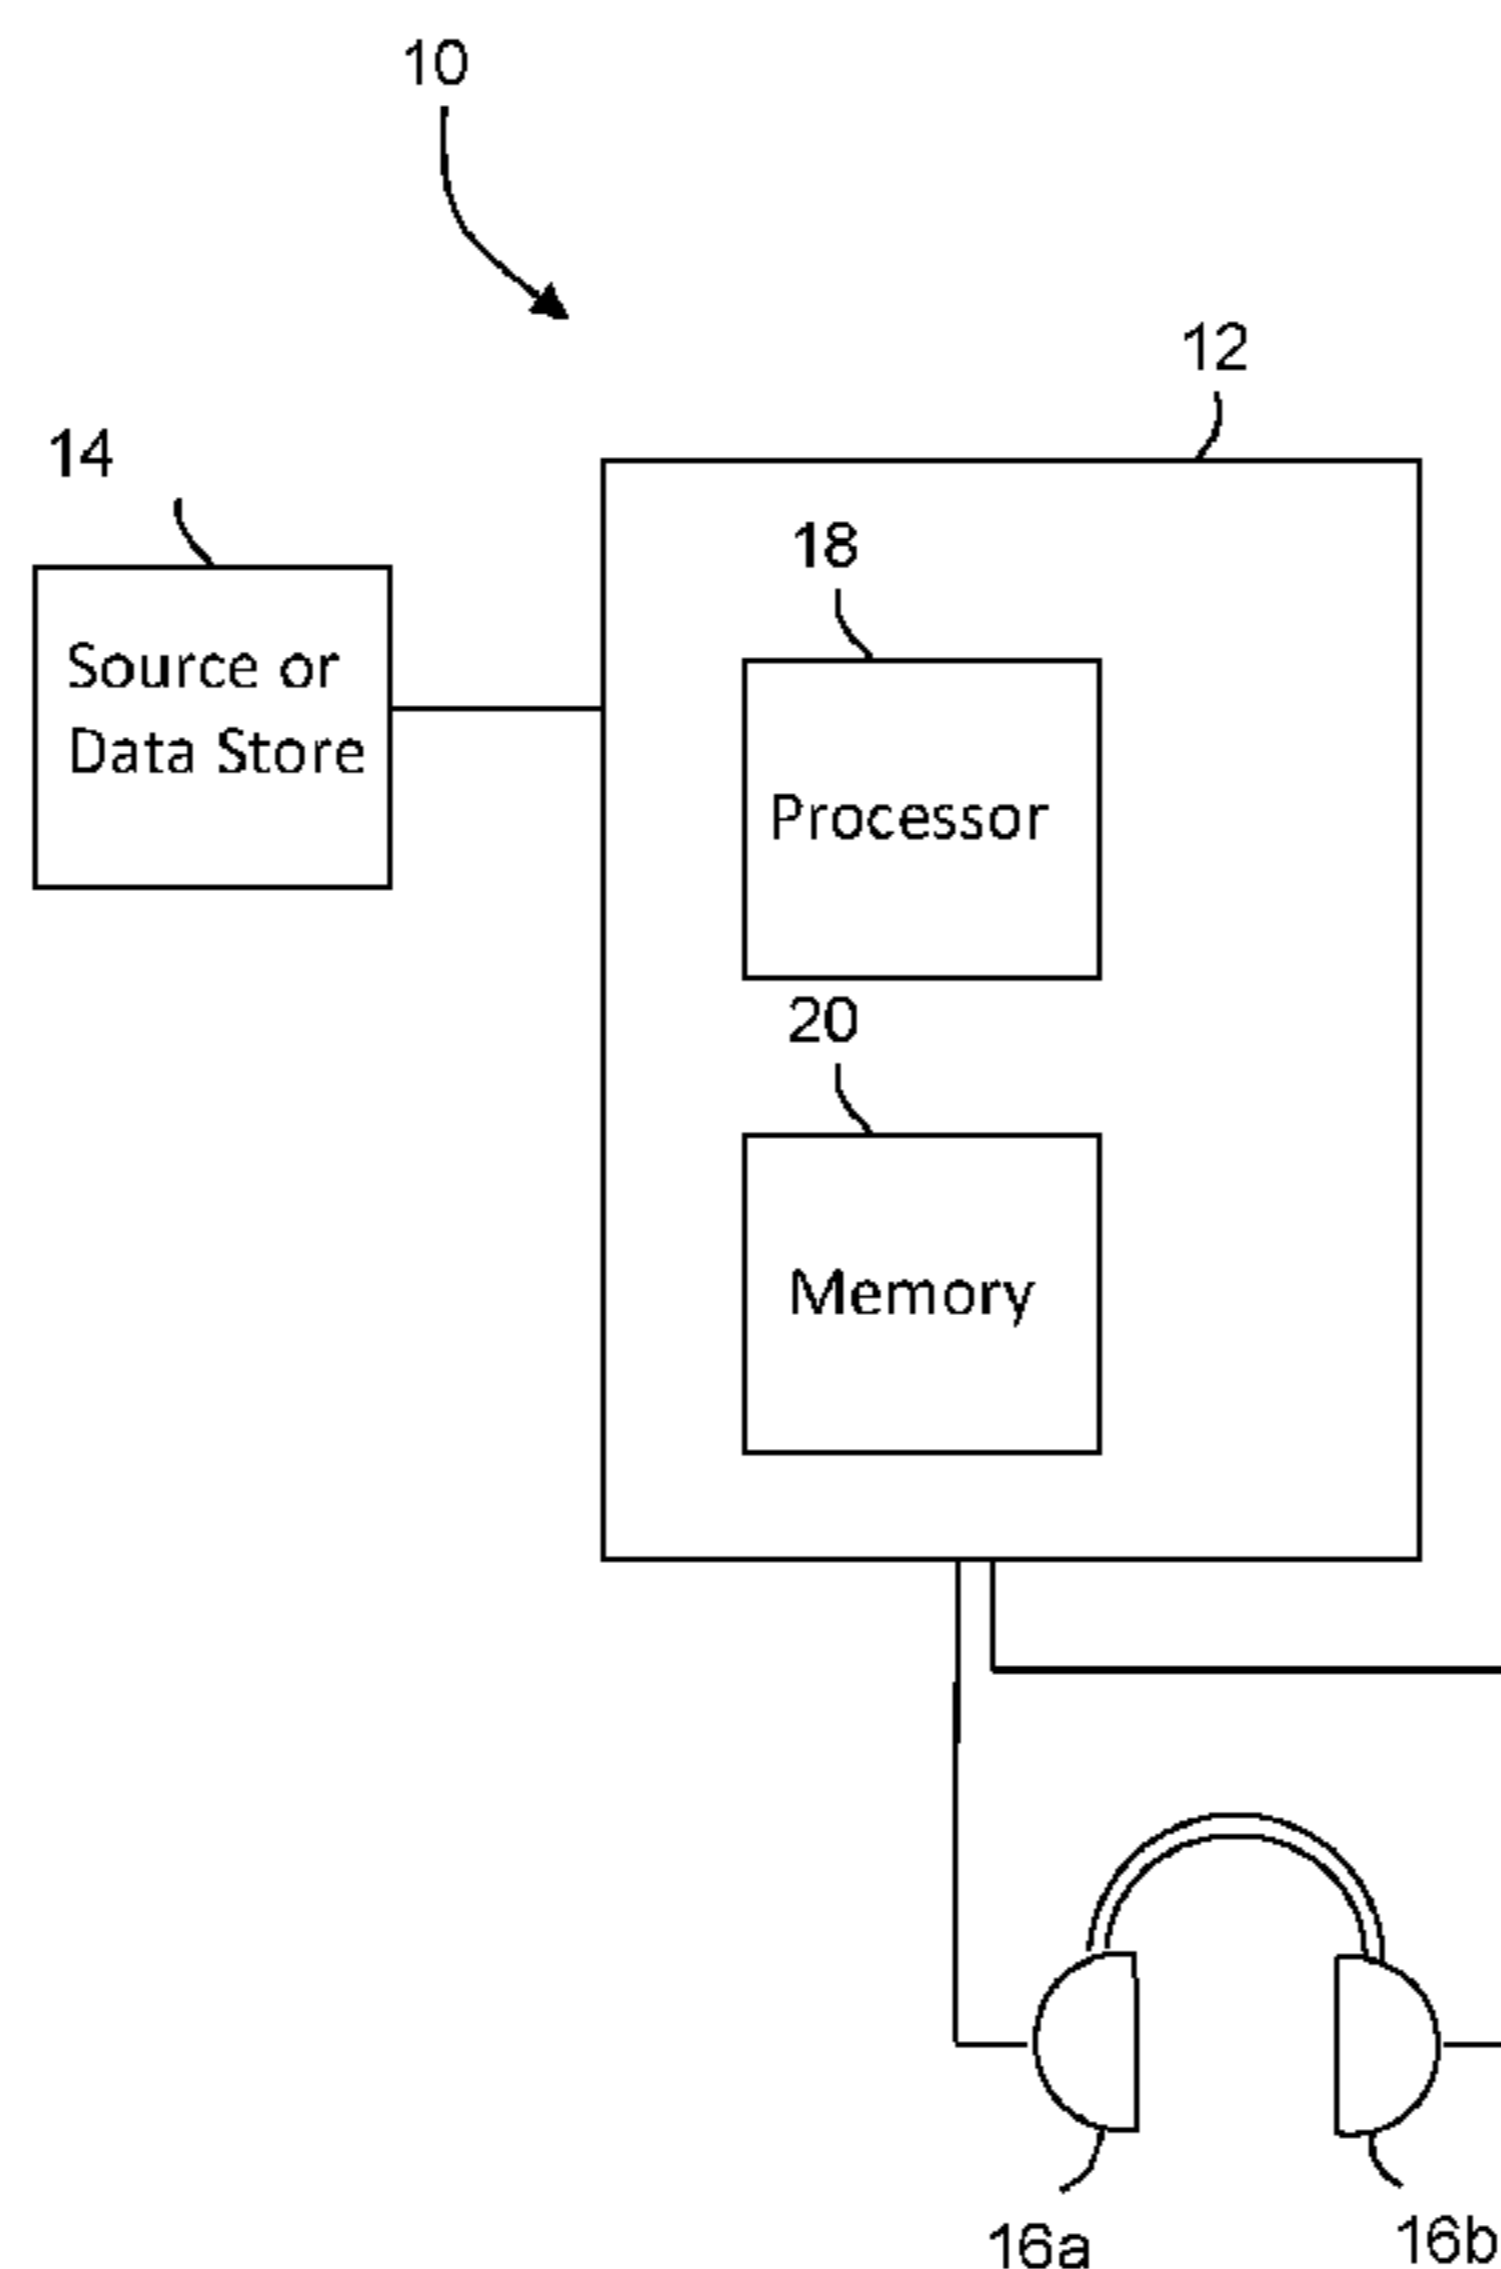 10
12
14
18
Source or
Data Store
Processor
20
Memory
16a
16b